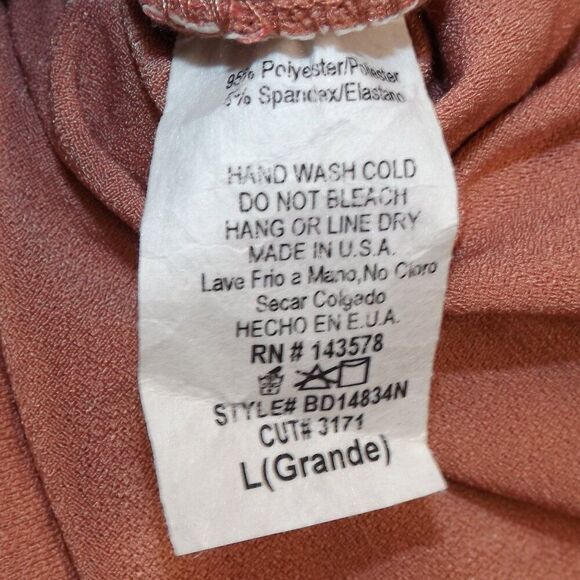 95% Polyester/Poliester
5% Spandex/Elastano
HAND WASH COLD
DO NOT BLEACH
HANG OR LINE DRY
MADE IN U.S.A.
Lave Frio a Mano,No Cloro
Secar Colgado
HECHO EN E.U.A.
RN # 143578
STYLE# BD14834N
CUT# 3171
L(Grande)